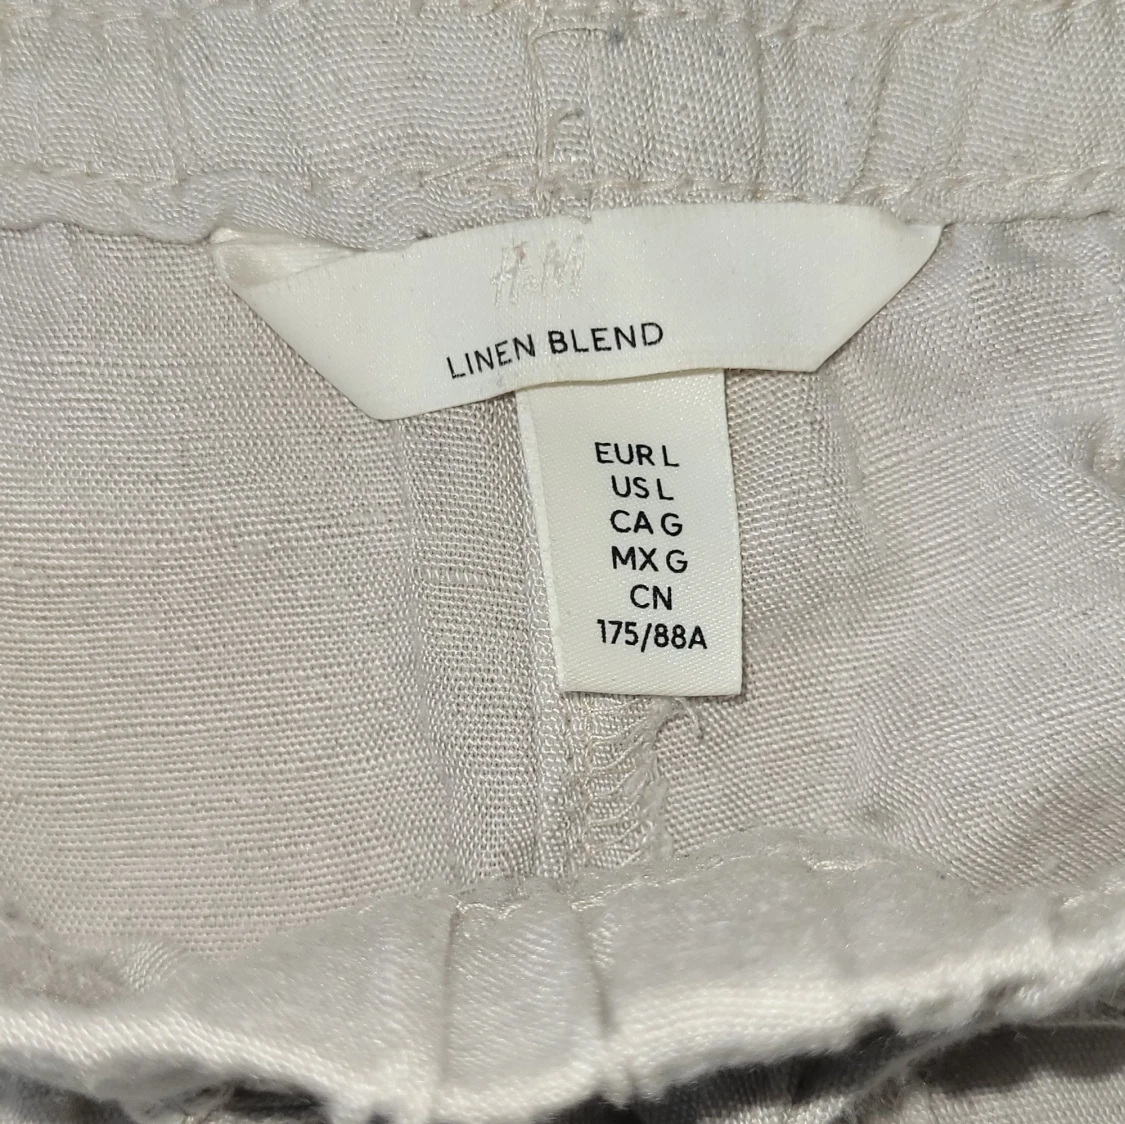 H&M
LINEN BLEND
EUR L
US L
CA G
MX G
CN
175/88A